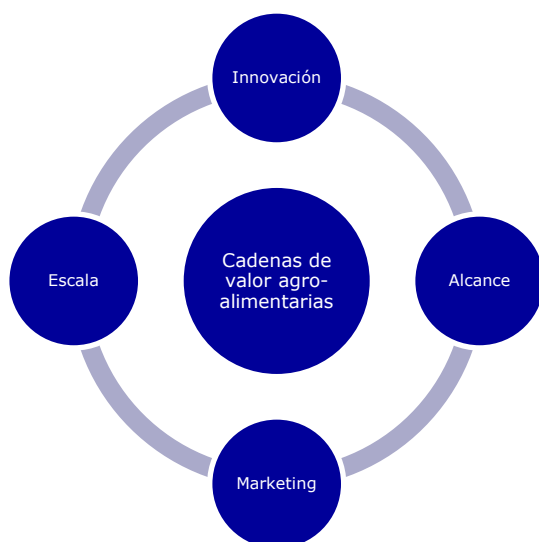 Innovación
Cadenas de
valor agro-
alimentarias
Escala
Alcance
Marketing